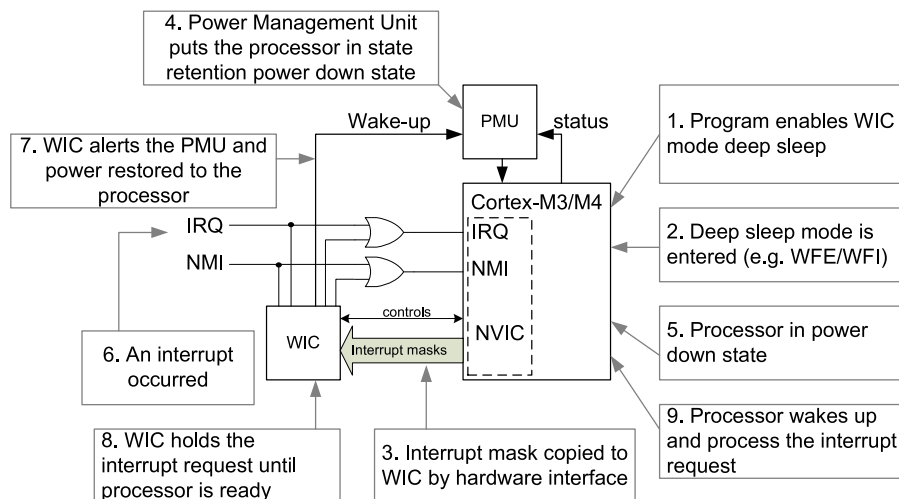 4. Power Management Unit
puts the processor in state
retention power down state
Wake-up
PMU
status
1. Program enables WIC
mode deep sleep
7. WIC alerts the PMU and
power restored to the
processor
Cortex-M3/M4
IRQ
IRQ
2. Deep sleep mode is
entered (e.g. WFE/WFI)
NMI
NMI
controls
NVIC
WIC
Interrupt masks
5. Processor in power
down state
6. An interrupt
occurred
8. WIC holds the
interrupt request until
processor is ready
3. Interrupt mask copied to
WIC by hardware interface
9. Processor wakes up
and process the interrupt
request